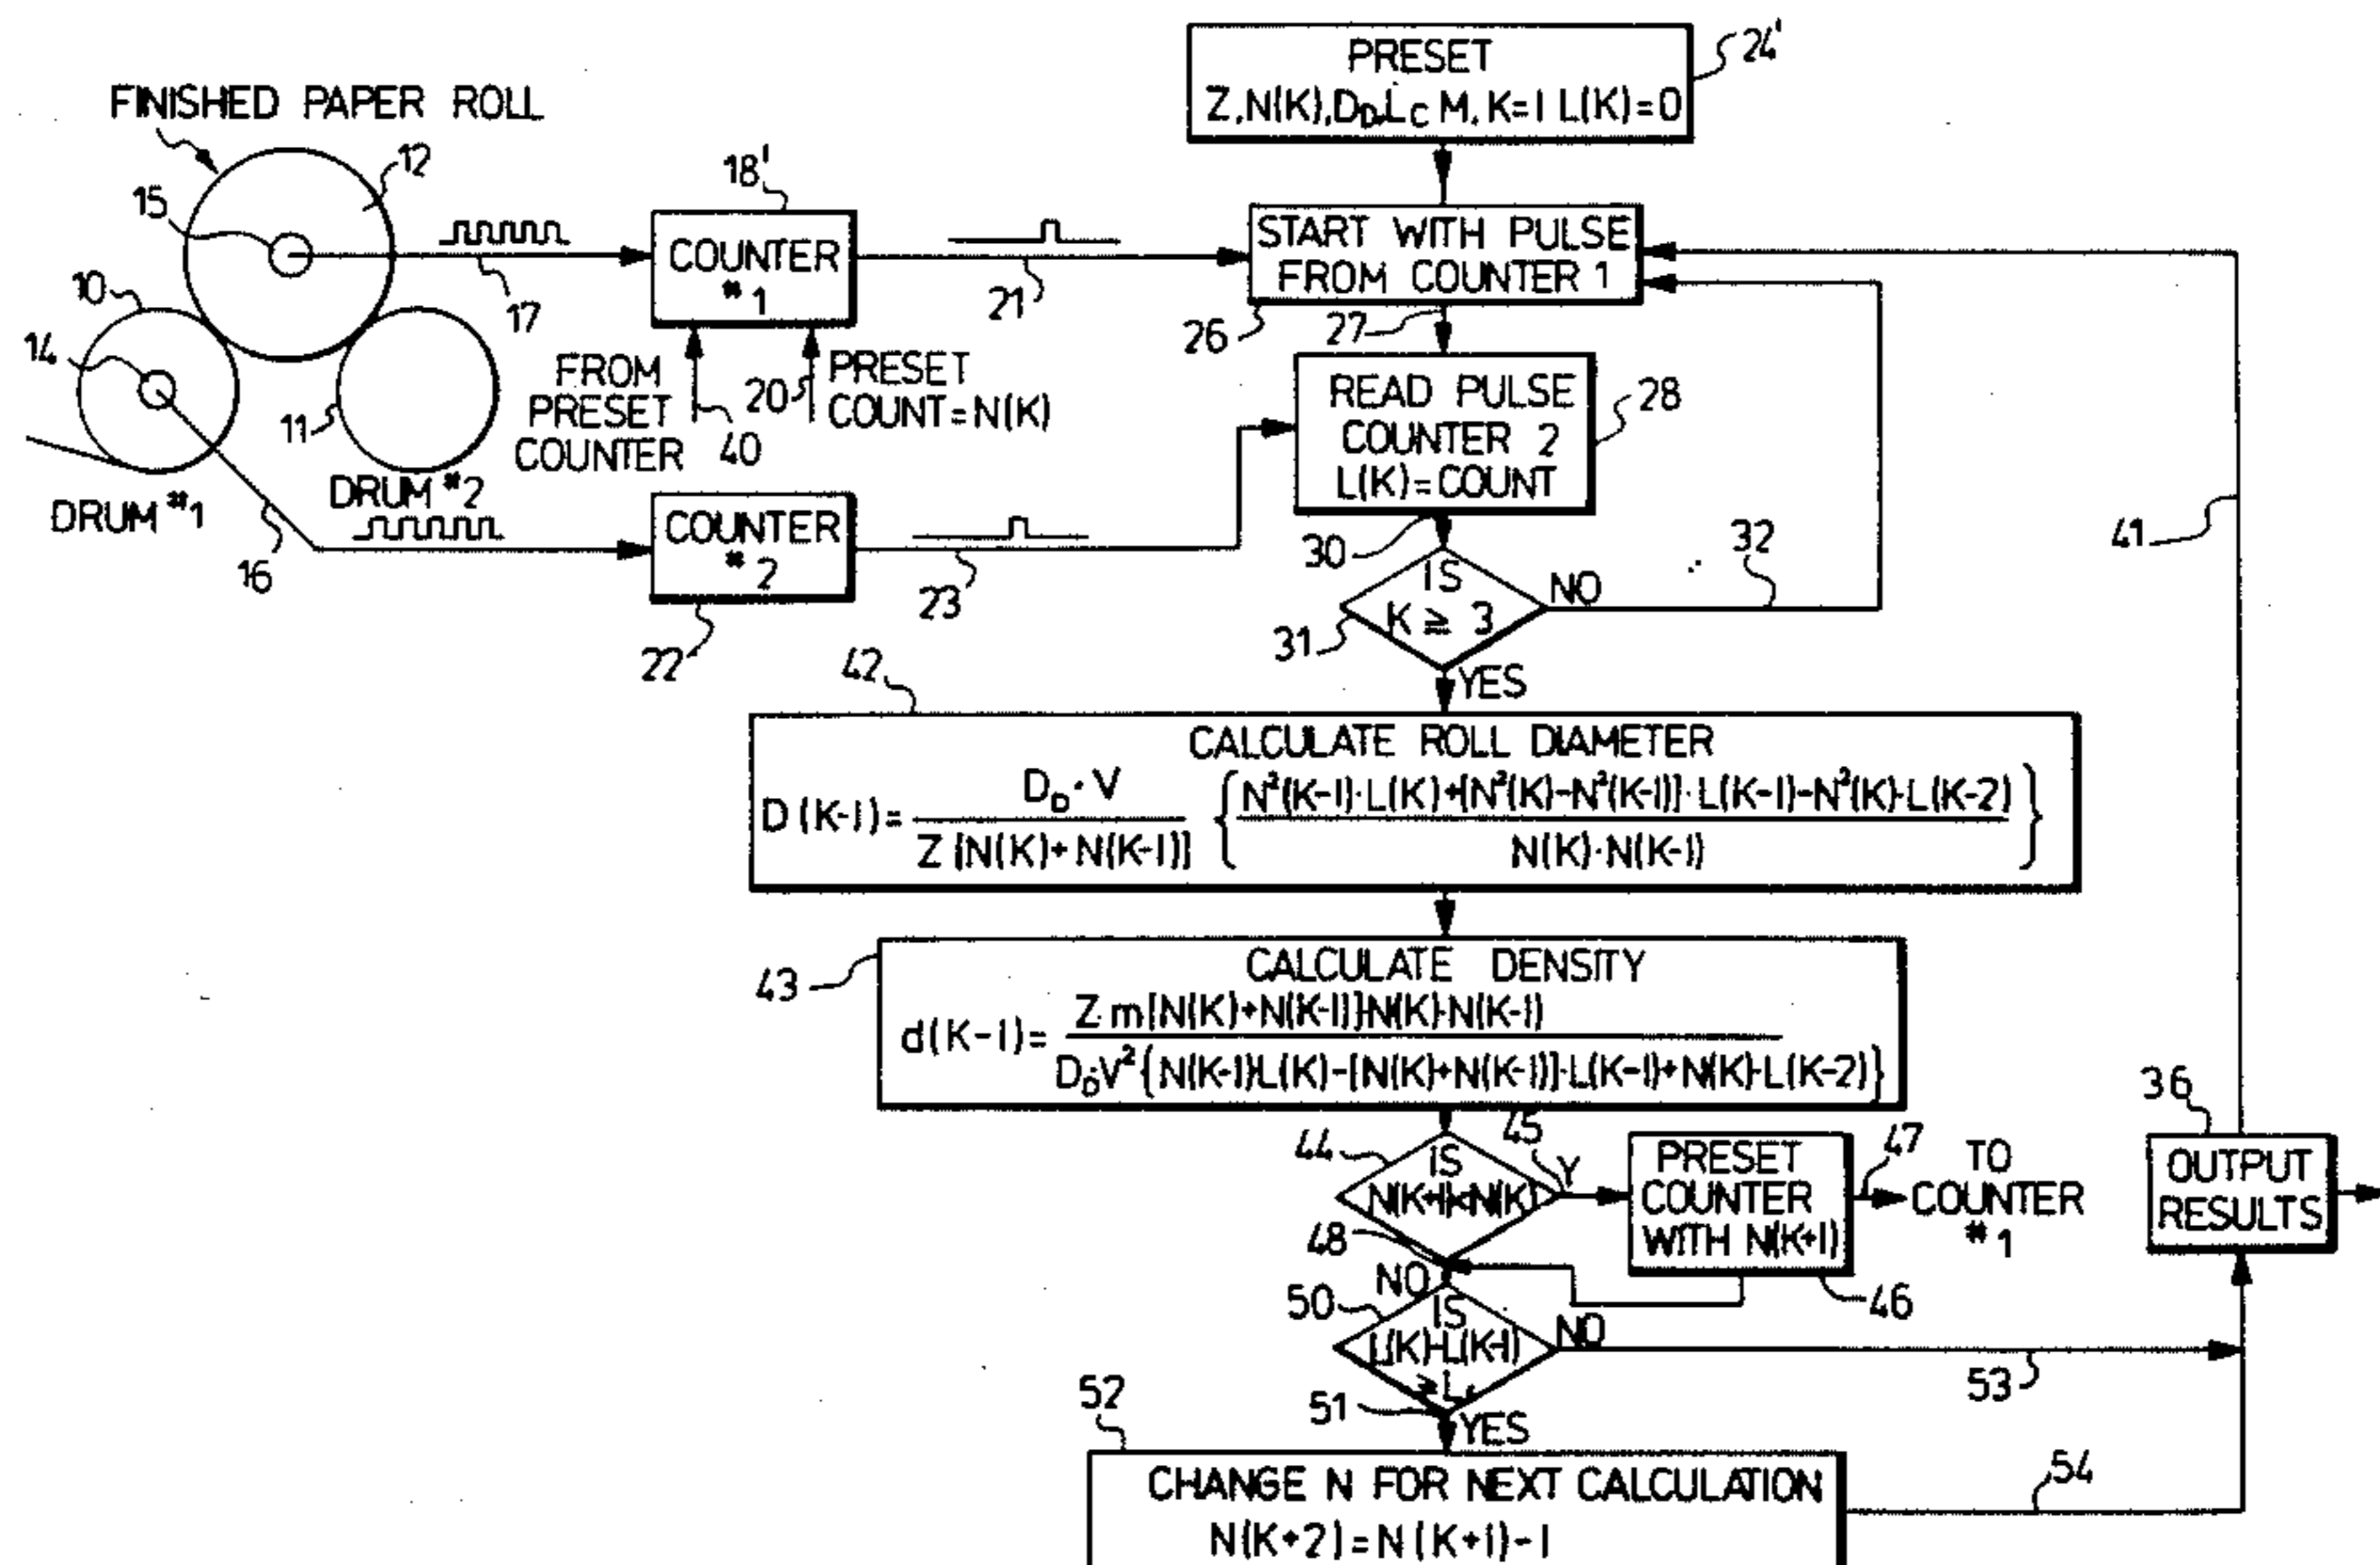 FINISHED PAPER ROLL
12
15
10
14
17
11
DRUM #1
DRUM #2
16
18'
COUNTER
#1
21
FROM
PRESET
COUNTER
40
20
PRESET
COUNT=N(K)
COUNTER
#2
22
23
PRESET
Z,N(K),D_D,L_C M, K=1 L(K)=0
24'
START WITH PULSE
FROM COUNTER 1
26
27
READ PULSE
COUNTER 2
L(K)=COUNT
28
30
IS
K ≥ 3
31
NO
32
41
YES
42
CALCULATE ROLL DIAMETER
D(K-1)= D_D·V / Z[N(K)+N(K-1)] { N²(K-1)·L(K)+[N²(K)-N²(K-1)]·L(K-1)-N²(K)·L(K-2) / N(K)·N(K-1) }
43
CALCULATE DENSITY
d(K-1)= Z·m[N(K)+N(K-1)]N(K)·N(K-1) / D_D·V²{N(K-1)L(K)-[N(K)+N(K-1)]·L(K-1)+N(K)·L(K-2)}
44
IS
N(K+1)<N(K)
45
Y
PRESET
COUNTER
WITH N(K+1)
46
47
TO
COUNTER
#1
48
NO
50
IS
L(K)-L(K-1)
≥L_C
NO
53
51
YES
52
CHANGE N FOR NEXT CALCULATION
N(K+2)=N(K+1)-1
54
36
OUTPUT
RESULTS